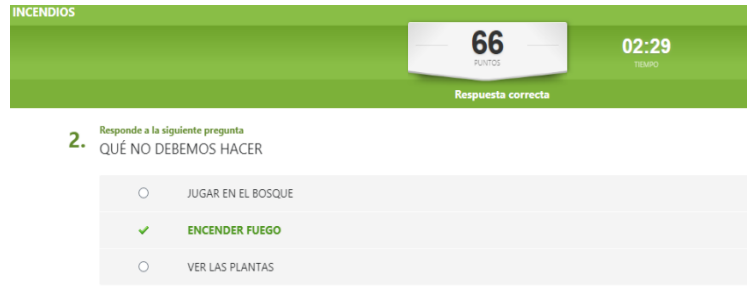 INCENDIOS
66
PUNTOS
02:29
TIEMPO
Respuesta correcta
2.
Responde a la siguiente pregunta
QUÉ NO DEBEMOS HACER
JUGAR EN EL BOSQUE
ENCENDER FUEGO
VER LAS PLANTAS